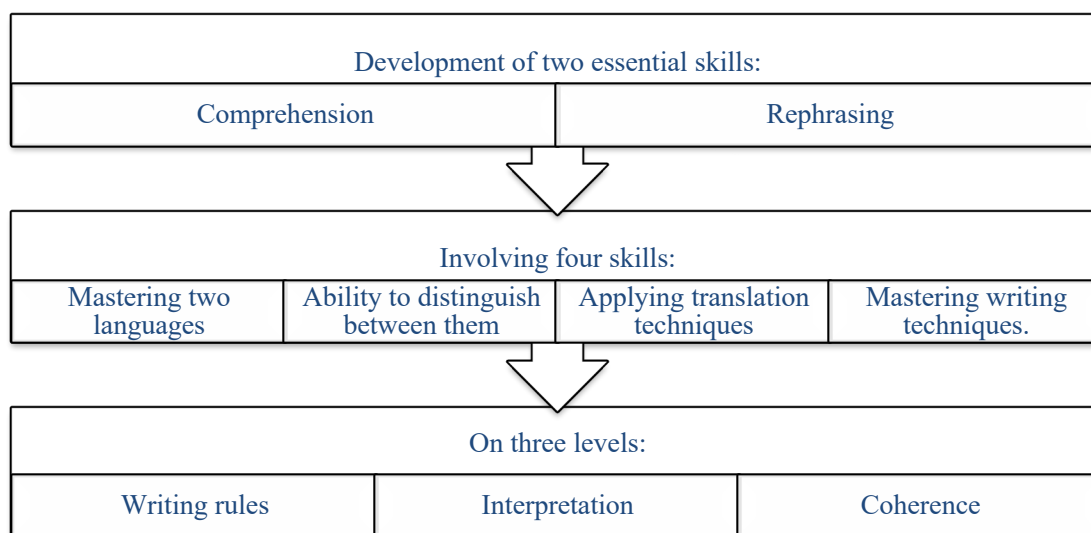 Development of two essential skills:
Comprehension
Rephrasing
Involving four skills:
Mastering two
languages
Ability to distinguish
between them
Applying translation
techniques
Mastering writing
techniques.
On three levels:
Writing rules
Interpretation
Coherence